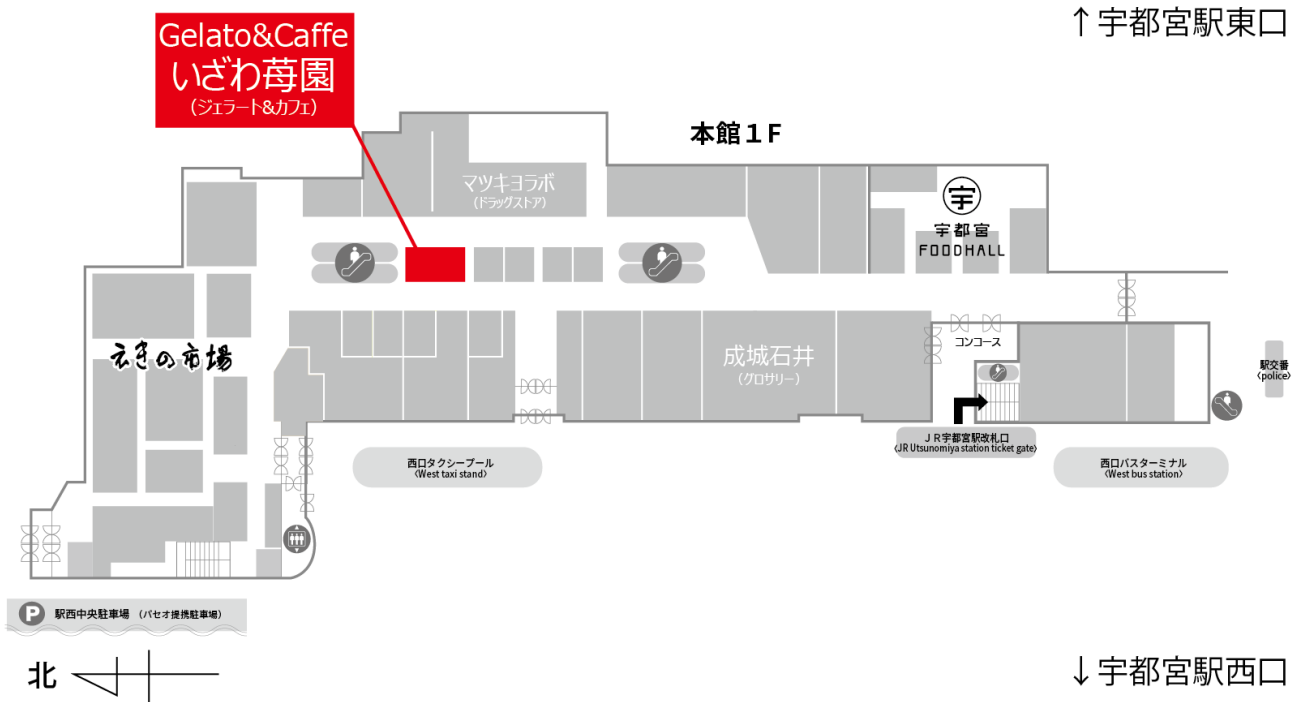 ↑宇都宮駅東口
Gelato&Caffe
いざわ苺園
(ジェラート&カフェ)
本館1F
マツキヨラボ
(ドラッグストア)
宇
宇都宮
FOODHALL
えきの市場
成城石井
(グロサリー)
コンコース
駅交番
〈police〉
JR宇都宮駅改札口
〈JR Utsunomiya station ticket gate〉
西口タクシープール
〈West taxi stand〉
西口バスターミナル
〈West bus station〉
P 駅西中央駐車場 (パセオ提携駐車場)
北
↓宇都宮駅西口